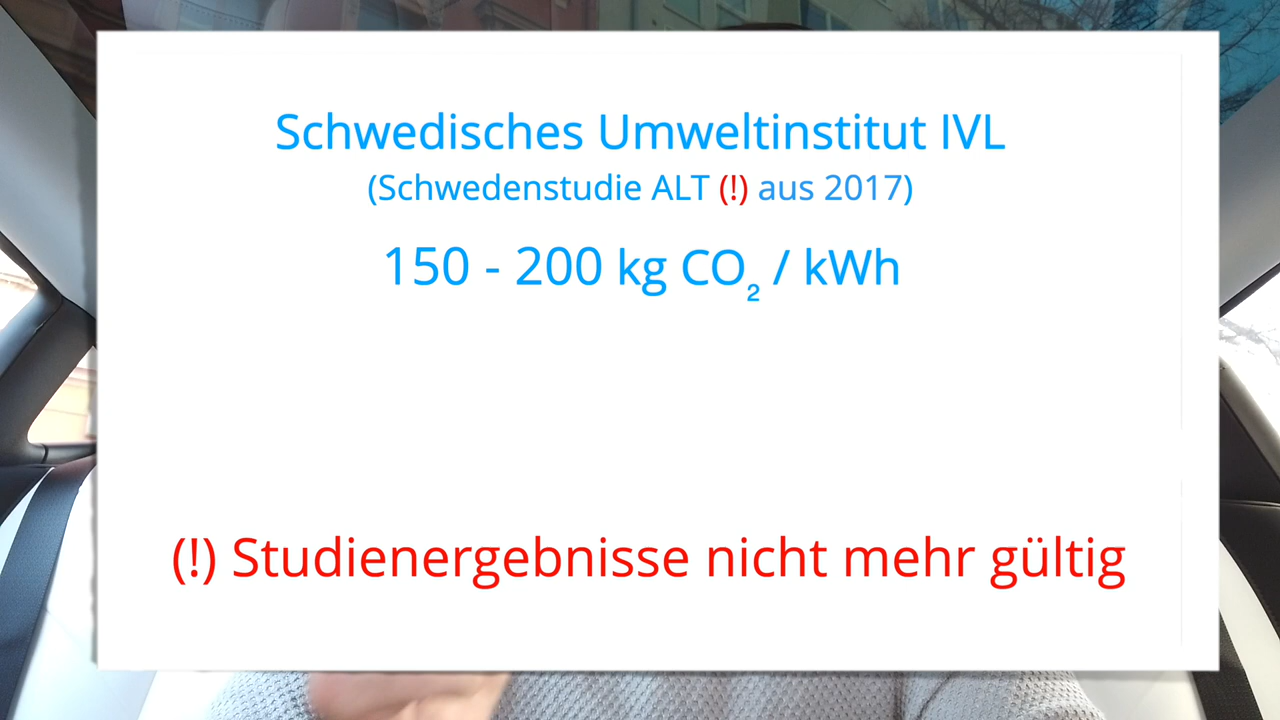 Schwedisches Umweltinstitut IVL
(Schwedenstudie ALT (!) aus 2017)
150 - 200 kg CO₂ / kWh
(!) Studienergebnisse nicht mehr gültig